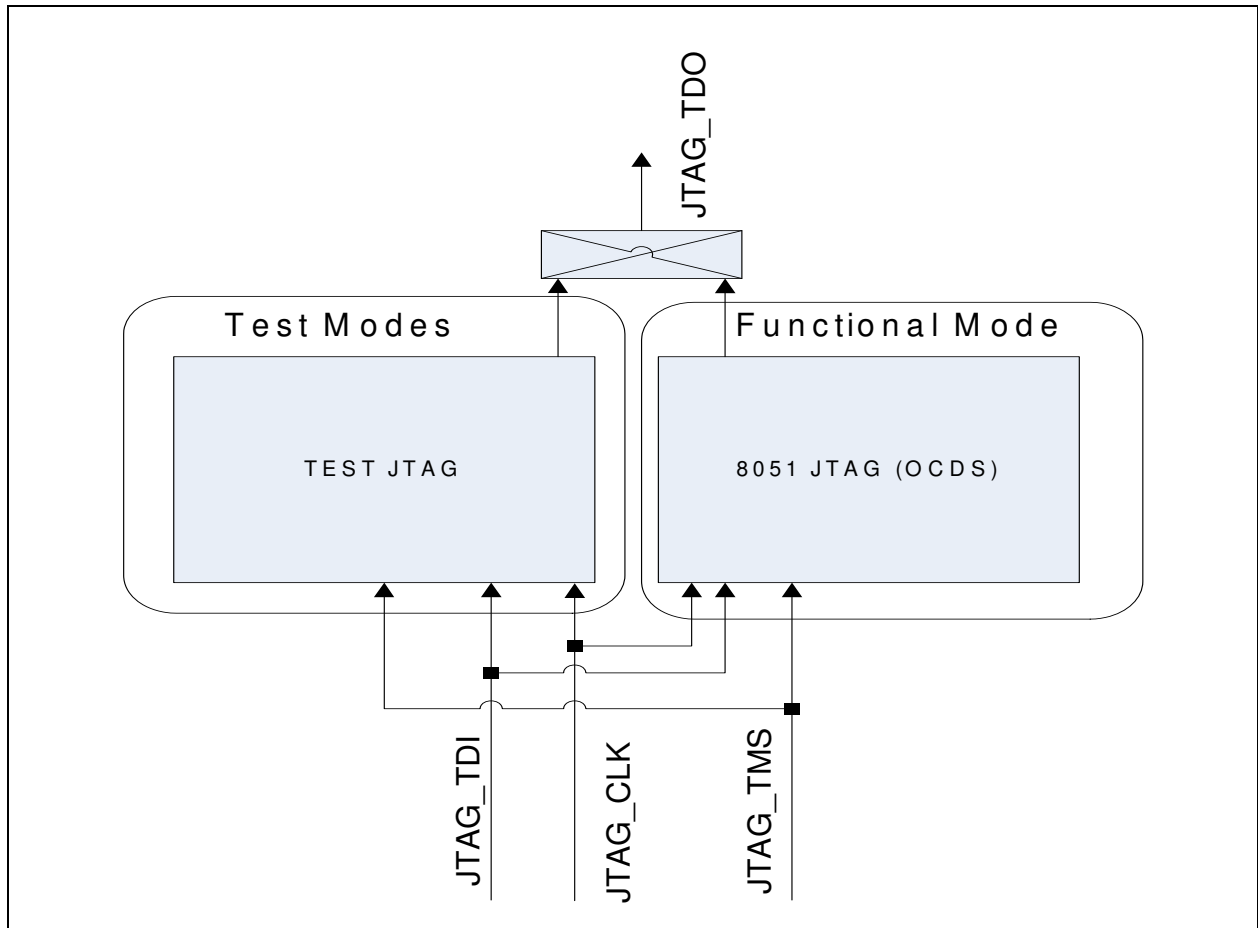 JTAG_TDO
Test Modes
Functional Mode
TEST JTAG
8051 JTAG (OCDS)
JTAG_TDI
JTAG_CLK
JTAG_TMS